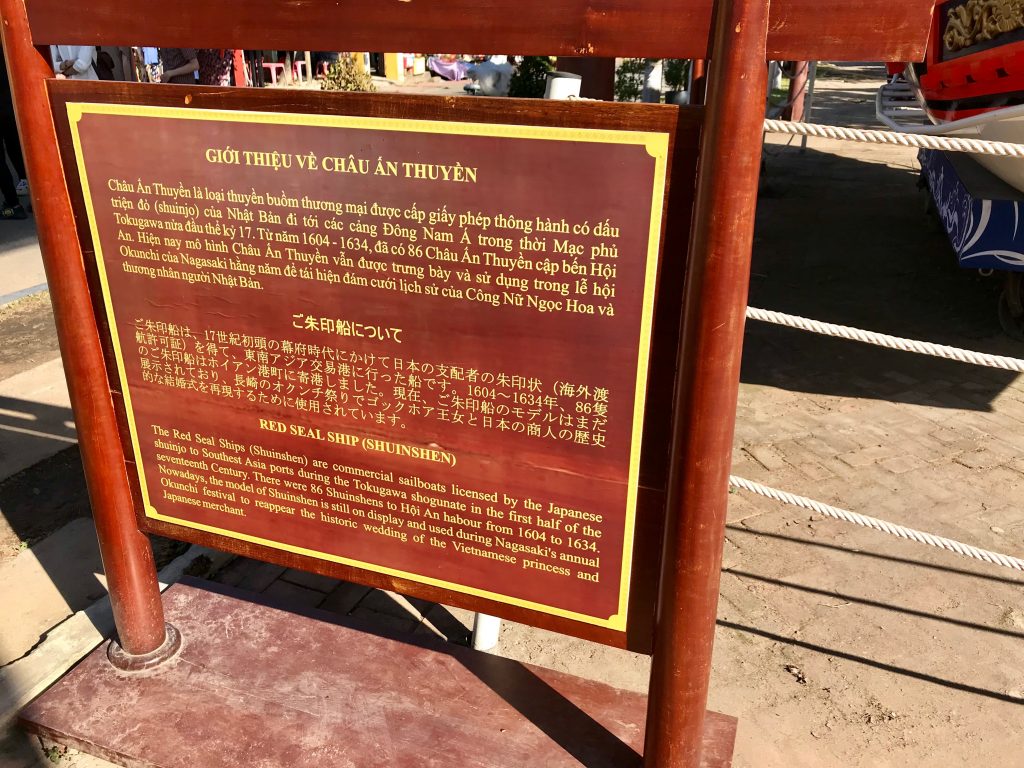 GIỚI THIỆU VỀ CHÂU ẤN THUYỀN
Châu Ấn Thuyền là loại thuyền buồm thương mại được cấp giấy phép thông hành có dấu
triện đỏ (shuinjo) của Nhật Bản đi tới các cảng Đông Nam Á trong thời Mạc phủ
Tokugawa nửa đầu thế kỷ 17. Từ năm 1604 - 1634, đã có 86 Châu Ấn Thuyền cập bến Hội
An. Hiện nay mô hình Châu Ấn Thuyền vẫn được trưng bày và sử dụng trong lễ hội
Okunchi của Nagasaki hằng năm để tái hiện đám cưới lịch sử của Công Nữ Ngọc Hoa và
thương nhân người Nhật Bản.
ご朱印船について
ご朱印船は、17世紀初頭の幕府時代にかけて日本の支配者の朱印状（海外渡
航許可証）を得て、東南アジア交易港に行った船です。1604～1634年、86隻
のご朱印船はホイアン港町に寄港しました。現在、ご朱印船のモデルはまだ
展示されており、長崎のオクンチ祭りでゴックホア王女と日本の商人の歴史
的な結婚式を再現するために使用されています。
RED SEAL SHIP (SHUINSHEN)
The Red Seal Ships (Shuinshen) are commercial sailboats licensed by the Japanese
shuinjo to Southest Asia ports during the Tokugawa shogunate in the first half of the
seventeenth Century. There were 86 Shuinshens to Hội An habour from 1604 to 1634.
Nowadays, the model of Shuinshen is still on display and used during Nagasaki's annual
Okunchi festival to reappear the historic wedding of the Vietnamese princess and
Japanese merchant.